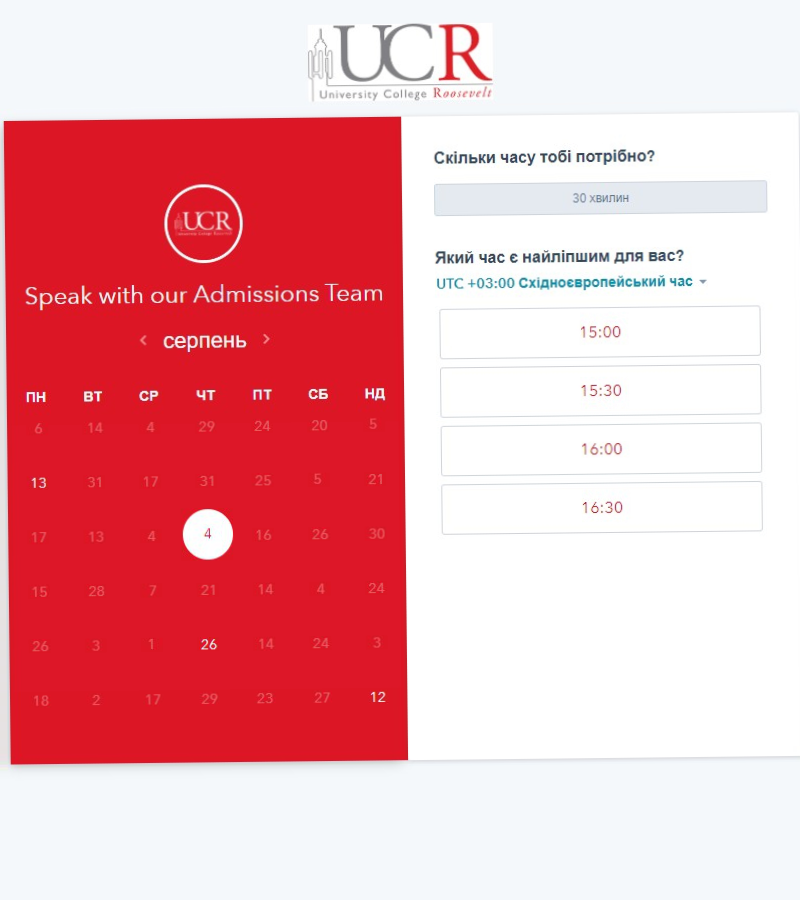 UCR
University College Roosevelt
UCR
Speak with our Admissions Team
серпень
ПН ВТ СР ЧТ ПТ СБ НД
6 14 4 29 24 20 5
13 31 17 31 25 5 21
17 13 4 4 16 26 30
15 28 7 21 14 4 24
26 3 1 26 14 24 3
18 2 17 29 23 27 12
Скільки часу тобі потрібно?
30 хвилин
Який час є найліпшим для вас?
UTC +03:00 Східноєвропейський час
15:00
15:30
16:00
16:30